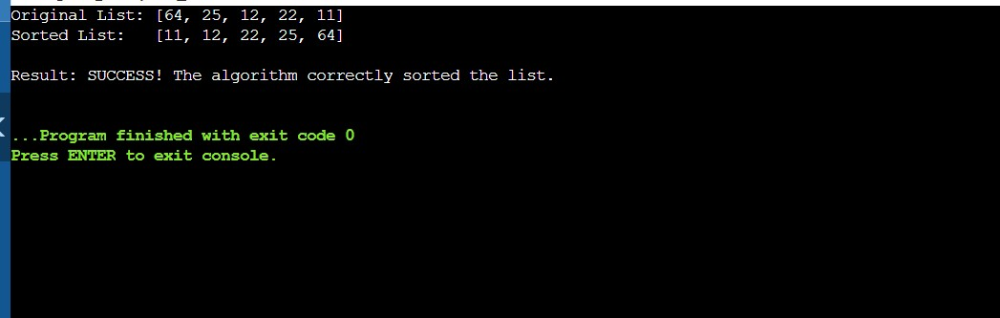 Original List: [64, 25, 12, 22, 11]
Sorted List:   [11, 12, 22, 25, 64]
Result: SUCCESS! The algorithm correctly sorted the list.
...Program finished with exit code 0
Press ENTER to exit console.